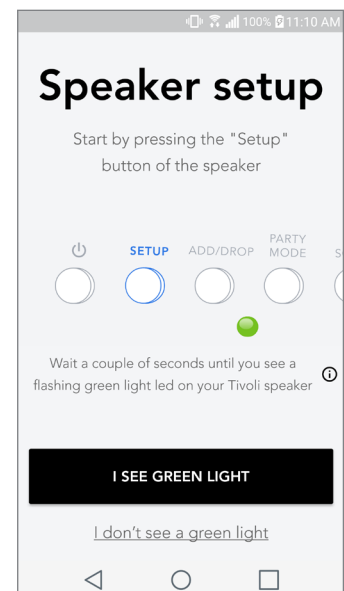 100% 11:10 AM
Speaker setup
Start by pressing the "Setup"
button of the speaker
PARTY
SETUP ADD/DROP MODE S
Wait a couple of seconds until you see a
flashing green light led on your Tivoli speaker
I SEE GREEN LIGHT
I don't see a green light